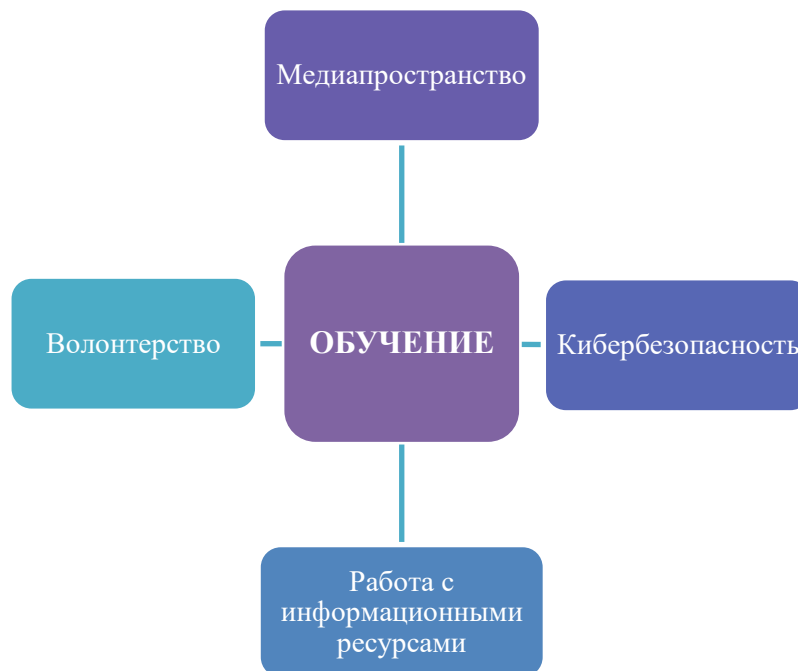 Медиапространство
Волонтерство
ОБУЧЕНИЕ
Кибербезопасность
Работа с
информационными
ресурсами